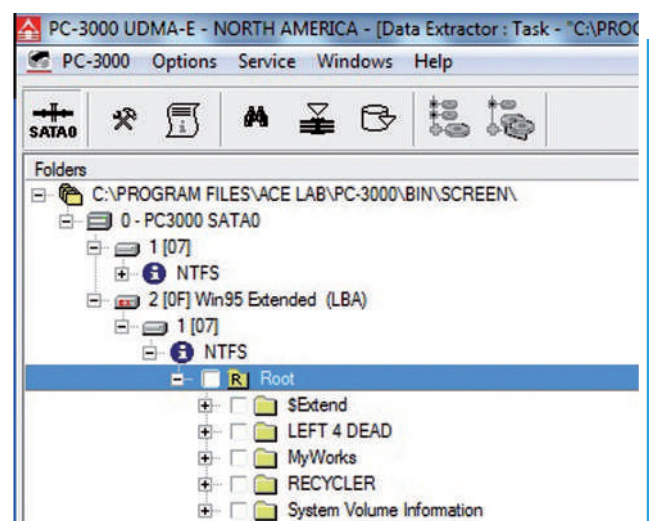 PC-3000 UDMA-E - NORTH AMERICA - [Data Extractor : Task - "C:\PROG
PC-3000 Options Service Windows Help
SATA0
Folders
C:\PROGRAM FILES\ACE LAB\PC-3000\BIN\SCREEN\
0 - PC3000 SATA0
1 [07]
NTFS
2 [0F] Win95 Extended (LBA)
1 [07]
NTFS
R Root
$Extend
LEFT 4 DEAD
MyWorks
RECYCLER
System Volume Information